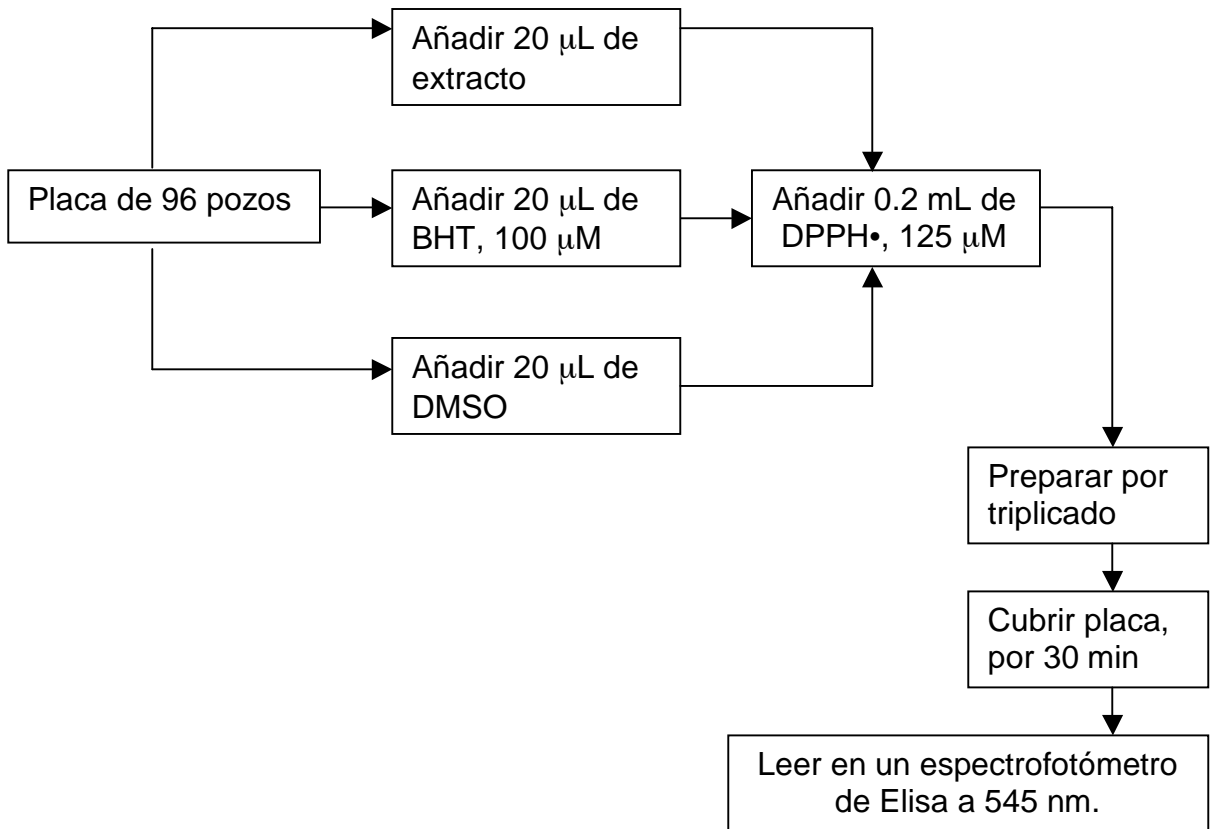 Añadir 20 μL de
extracto
Placa de 96 pozos
Añadir 20 μL de
BHT, 100 μM
Añadir 0.2 mL de
DPPH•, 125 μM
Añadir 20 μL de
DMSO
Preparar por
triplicado
Cubrir placa,
por 30 min
Leer en un espectrofotómetro
de Elisa a 545 nm.